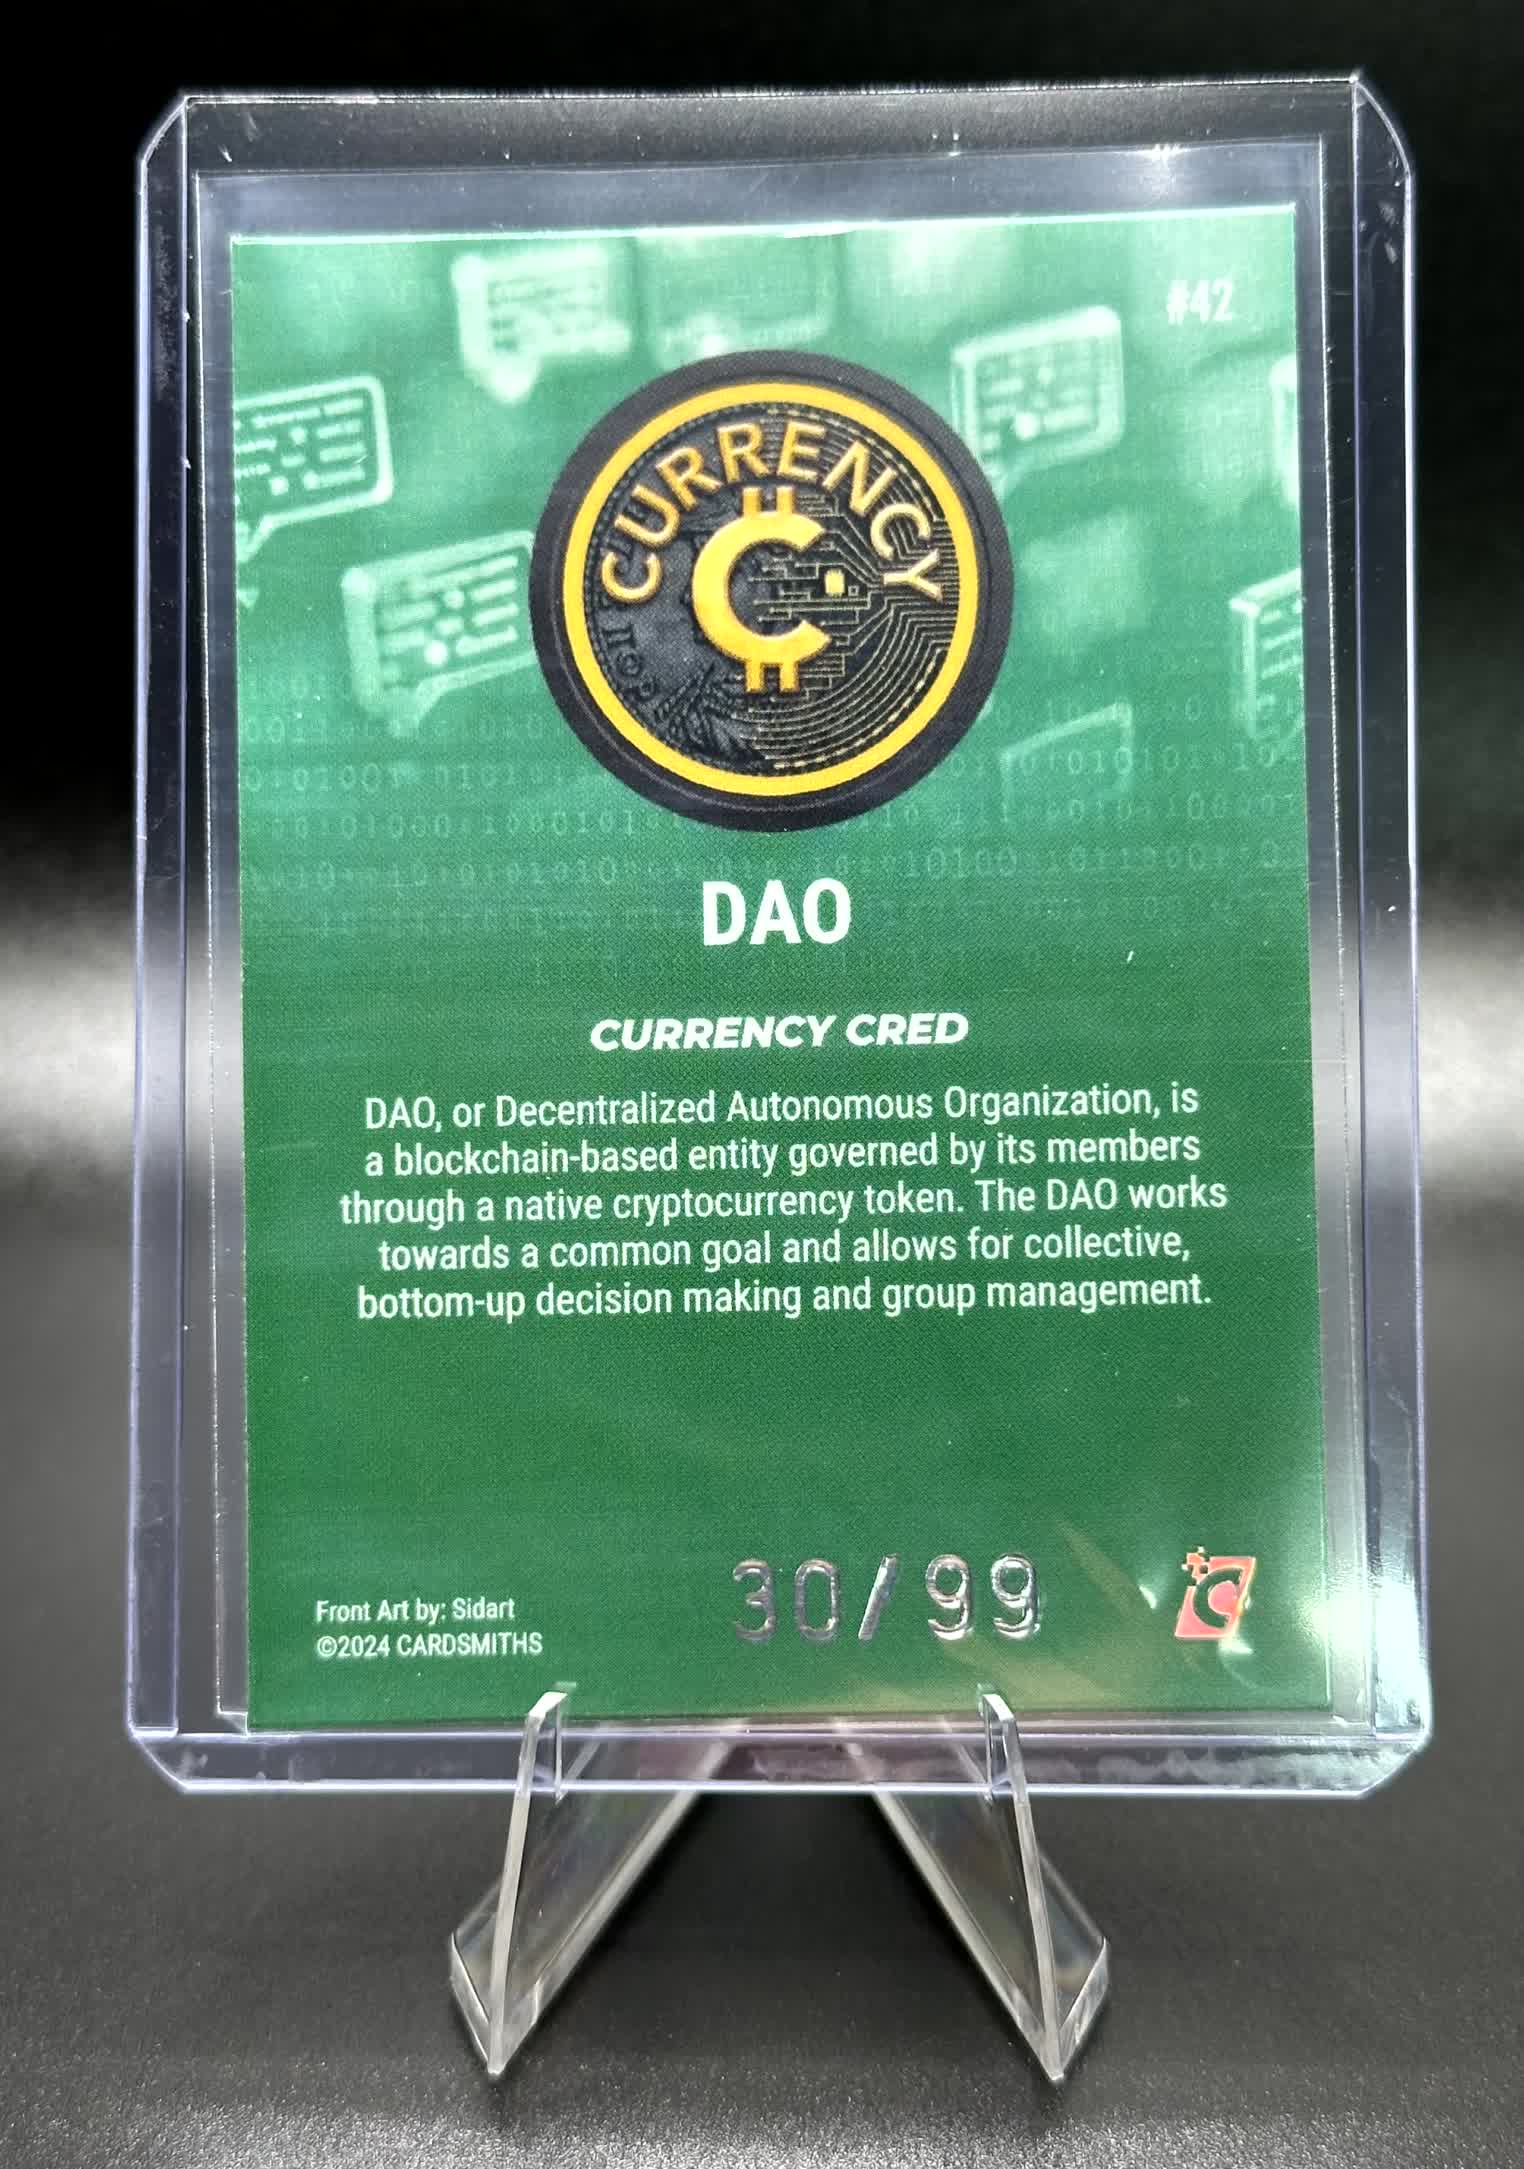 #42
CURRENCY
DAO
CURRENCY CRED
DAO, or Decentralized Autonomous Organization, is
a blockchain-based entity governed by its members
through a native cryptocurrency token. The DAO works
towards a common goal and allows for collective,
bottom-up decision making and group management.
30/99
Front Art by: Sidart
©2024 CARDSMITHS